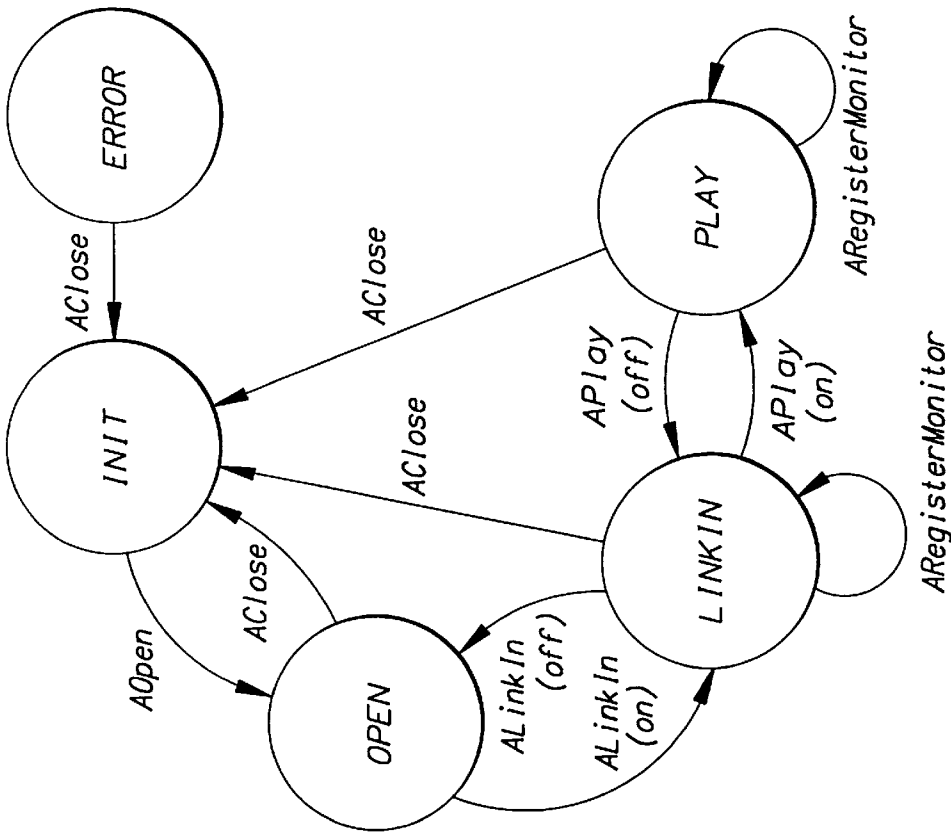 ERROR
AClose
INIT
AOpen
AClose
OPEN
AClose
AClose
ALinkIn
(off)
ALinkIn
(on)
LINKIN
APlay
(off)
APlay
(on)
PLAY
ARegisterMonitor
ARegisterMonitor